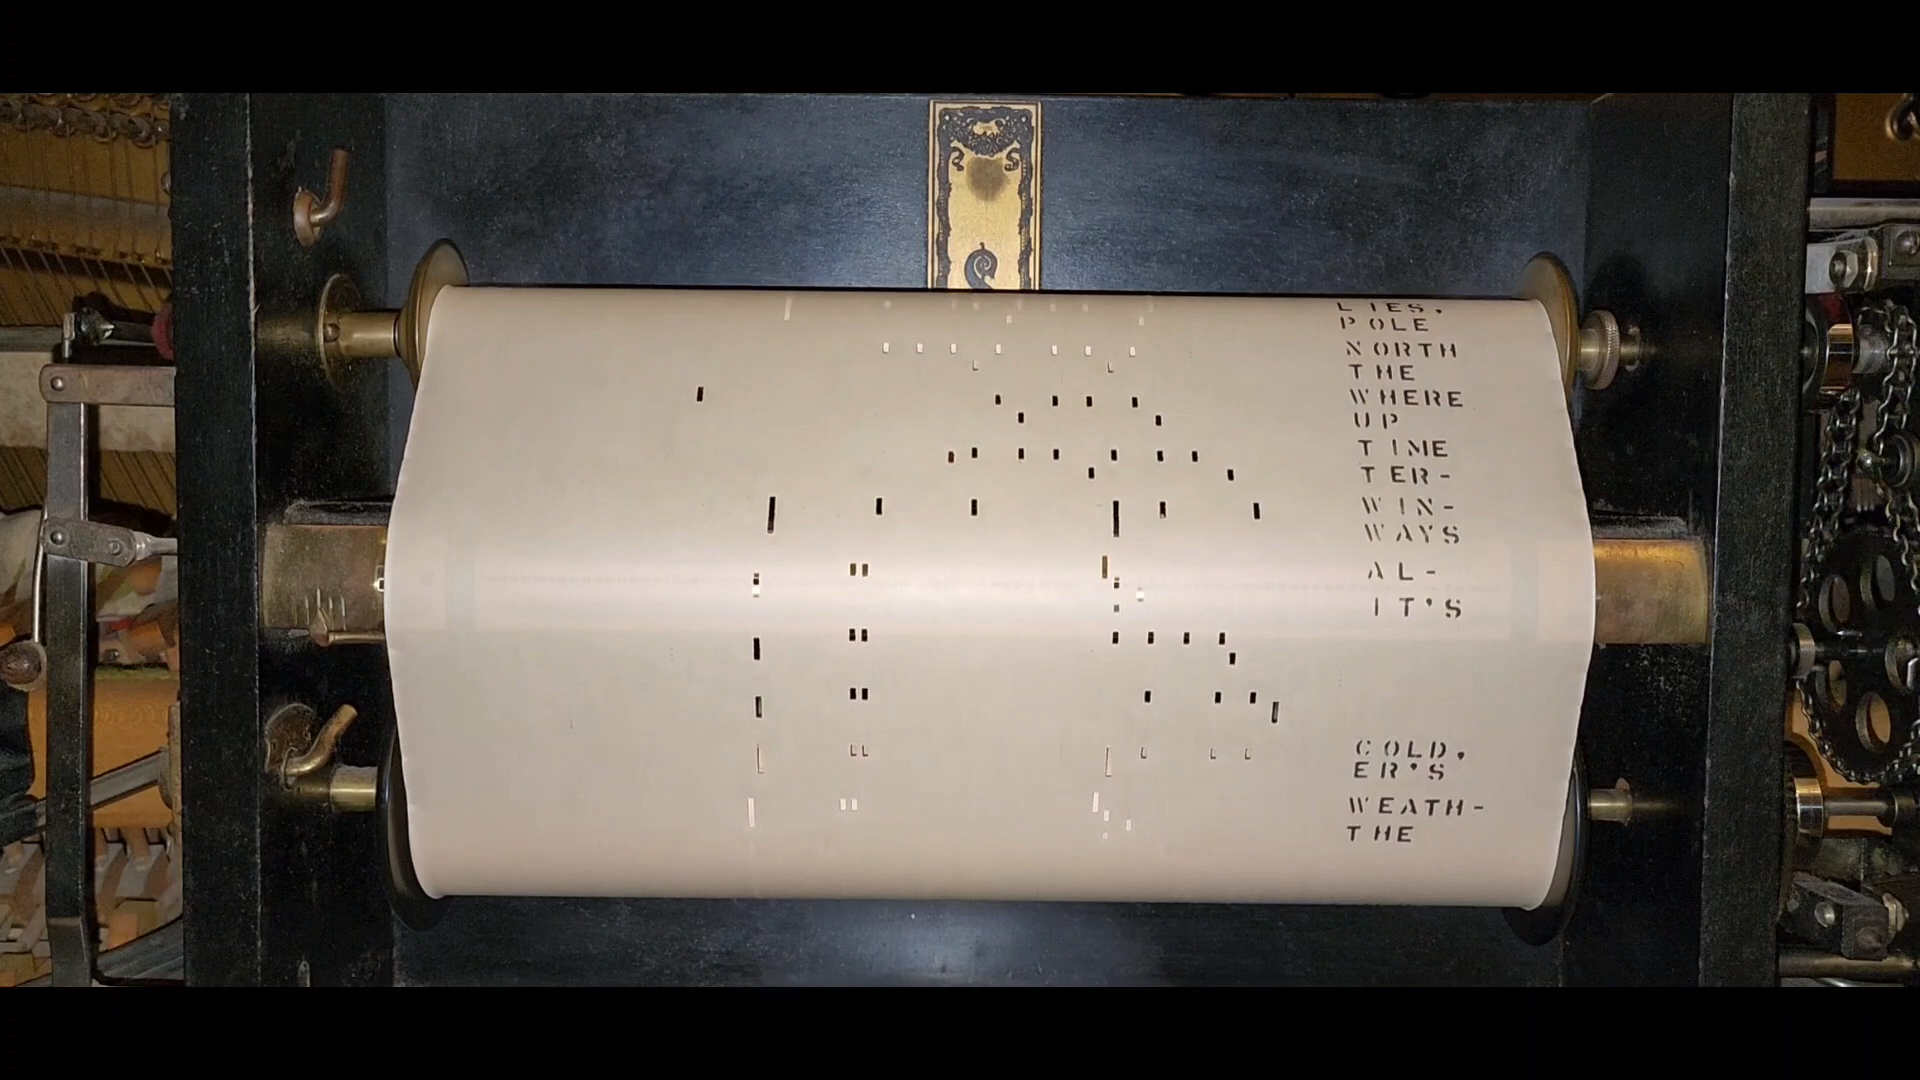 LIES,
POLE
NORTH
THE
WHERE
UP
TIME
TER-
WIN-
WAYS
AL-
IT'S
COLD,
ER'S
WEATH-
THE